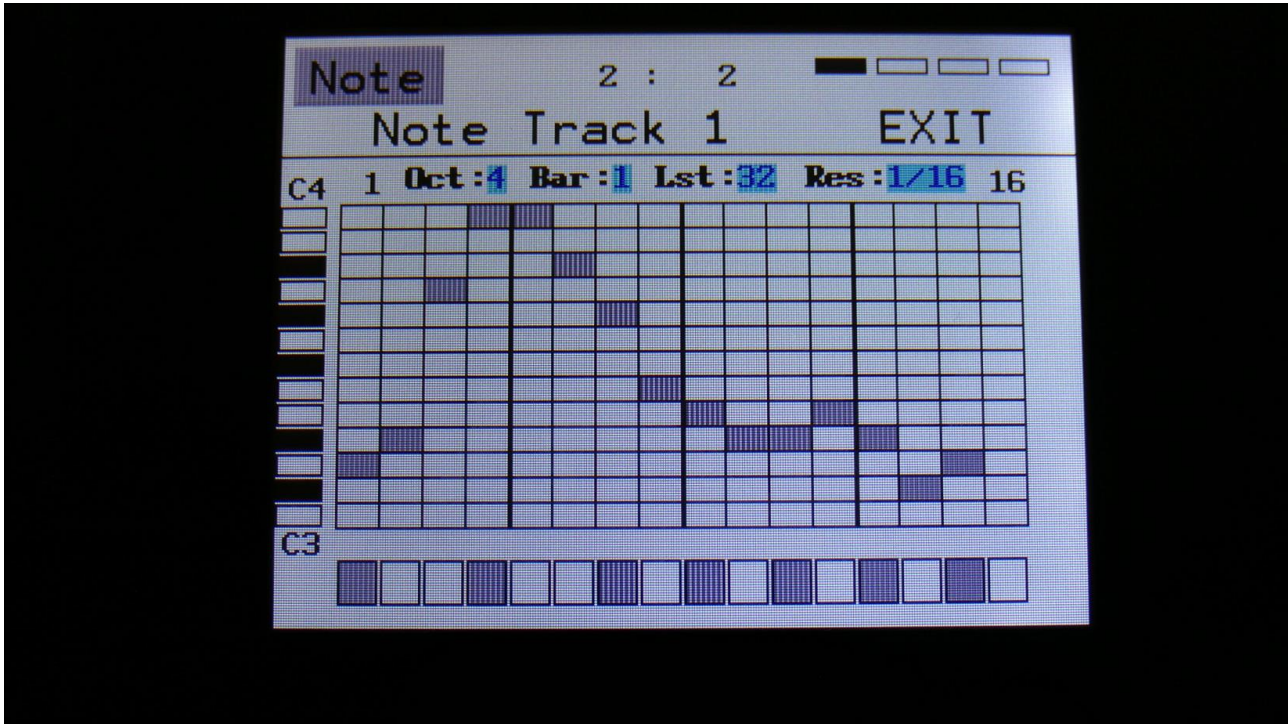 Note 2 : 2
Note Track 1 EXIT
C4 1 Oct:4 Bar:1 Lst:32 Res:1/16 16
C3